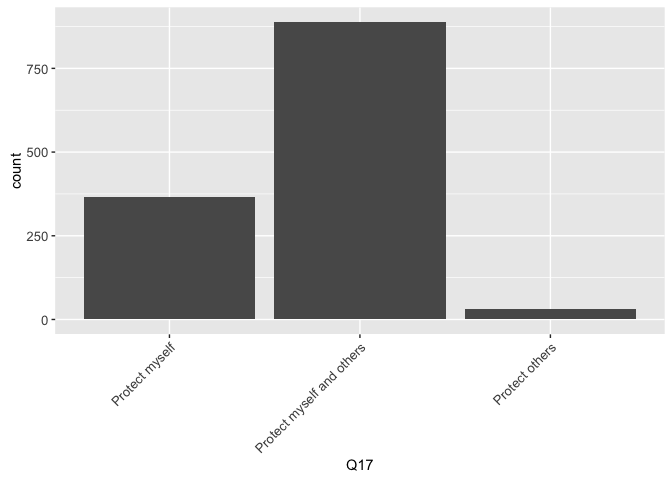 count
750
500
250
0
Protect myself
Protect myself and others
Protect others
Q17